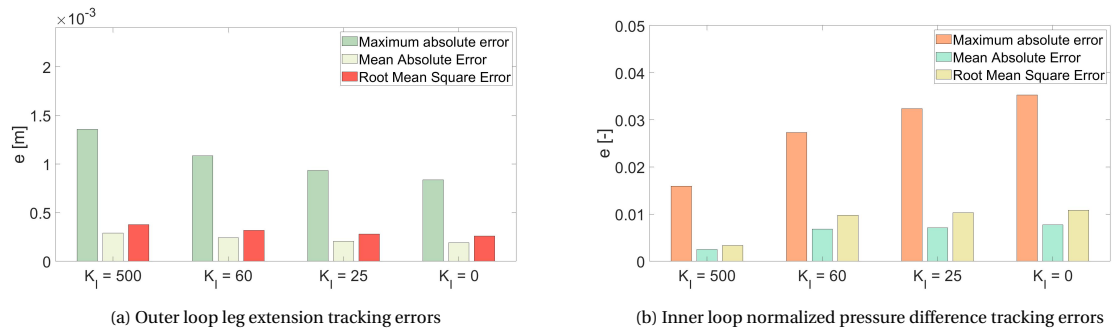 ×10⁻³
2
1.5
1
0.5
0
e [m]
Maximum absolute error
Mean Absolute Error
Root Mean Square Error
K_I = 500
K_I = 60
K_I = 25
K_I = 0
(a) Outer loop leg extension tracking errors
0.05
0.04
0.03
0.02
0.01
0
e [-]
Maximum absolute error
Mean Absolute Error
Root Mean Square Error
K_I = 500
K_I = 60
K_I = 25
K_I = 0
(b) Inner loop normalized pressure difference tracking errors